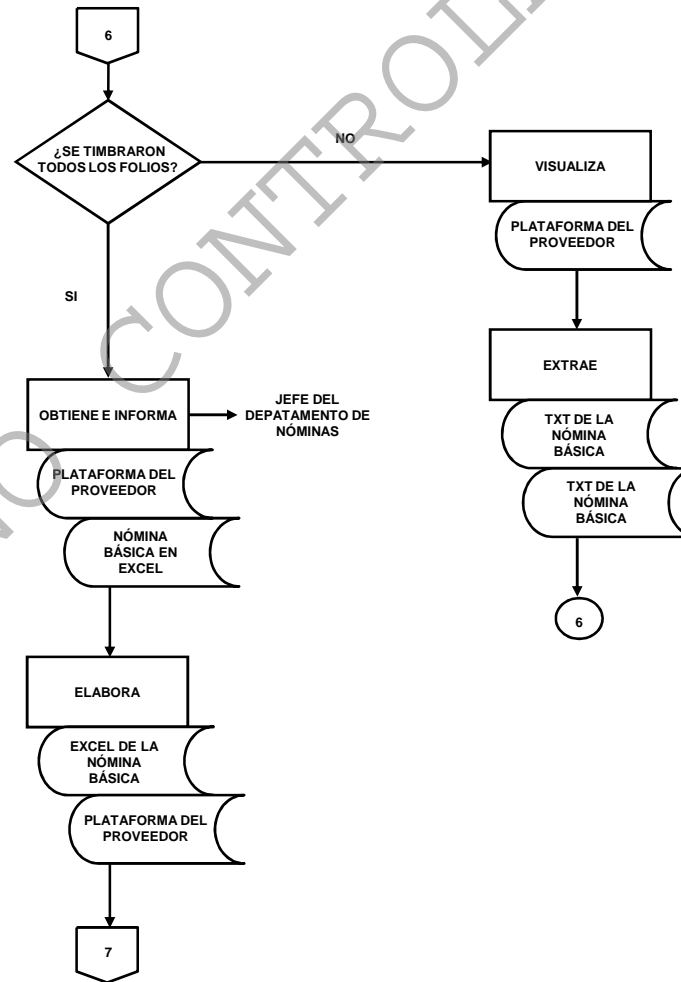 6
¿SE TIMBRARON
TODOS LOS FOLIOS?
NO
SI
VISUALIZA
PLATAFORMA DEL
PROVEEDOR
EXTRAE
TXT DE LA
NÓMINA
BÁSICA
TXT DE LA
NÓMINA
BÁSICA
6
OBTIENE E INFORMA
JEFE DEL
DEPATAMENTO DE
NÓMINAS
PLATAFORMA DEL
PROVEEDOR
NÓMINA
BÁSICA EN
EXCEL
ELABORA
EXCEL DE LA
NÓMINA
BÁSICA
PLATAFORMA DEL
PROVEEDOR
7
NO CONTROL